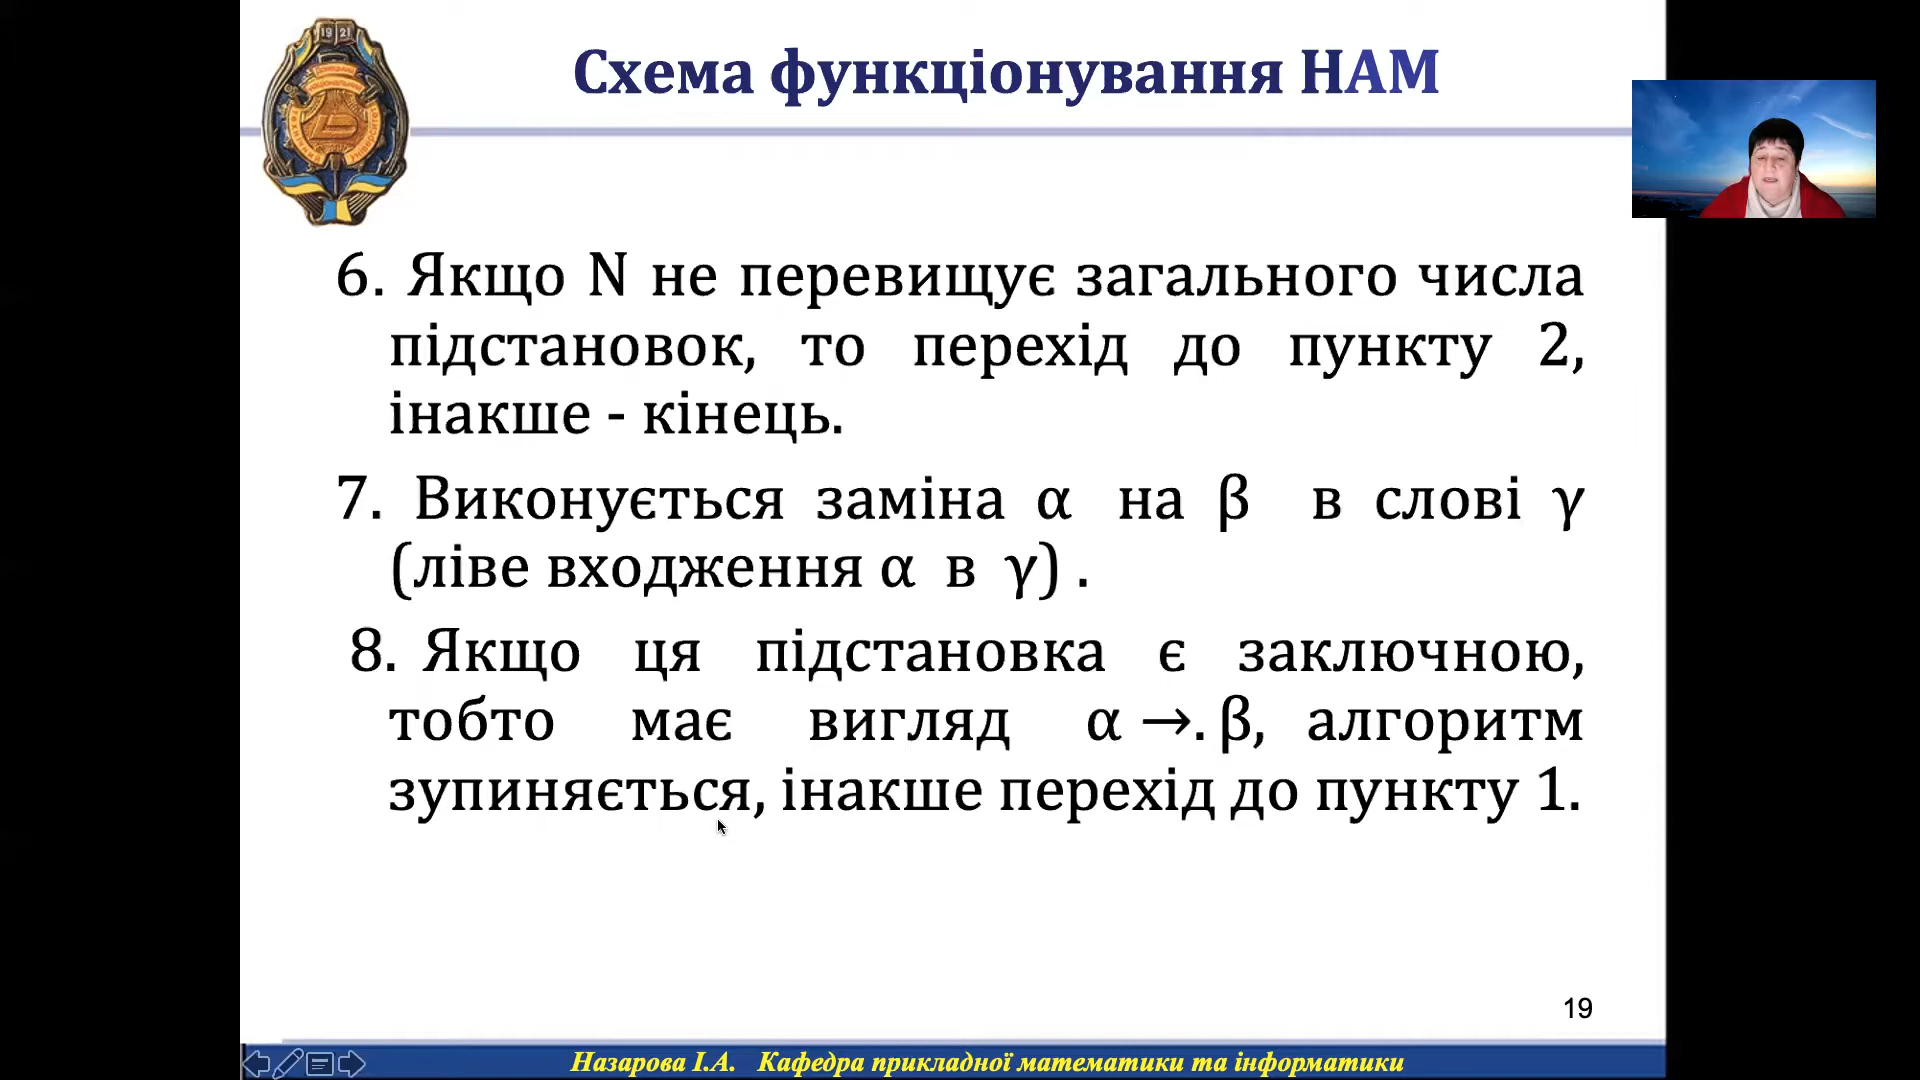 1921
Схема функціонування НАМ
6. Якщо N не перевищує загального числа
підстановок, то перехід до пункту 2,
інакше - кінець.
7. Виконується заміна α на β в слові γ
(ліве входження α в γ) .
8. Якщо ця підстановка є заключною,
тобто має вигляд α →. β, алгоритм
зупиняється, інакше перехід до пункту 1.
19
Назарова І.А. Кафедра прикладної математики та інформатики